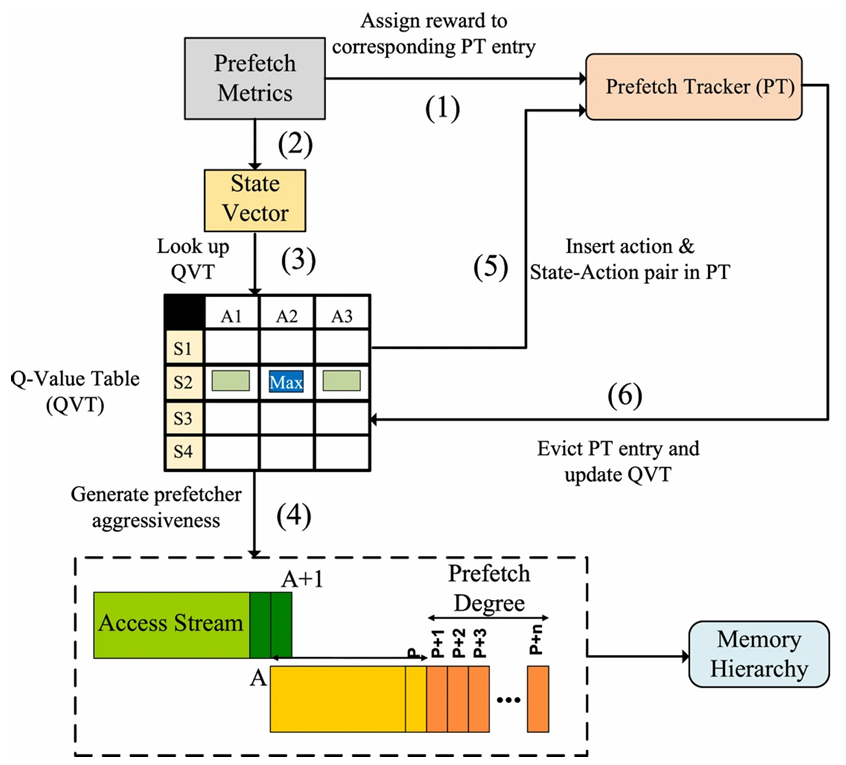 Assign reward to
corresponding PT entry
Prefetch
Metrics
(1)
Prefetch Tracker (PT)
(2)
State
Vector
Look up
QVT
(3)
(5)
Insert action &
State-Action pair in PT
A1 A2 A3
S1
Q-Value Table
(QVT)
S2 Max
S3
S4
(6)
Evict PT entry and
update QVT
Generate prefetcher
aggressiveness
(4)
A+1
Prefetch
Degree
Access Stream
P P+1 P+2 P+3 P+n
A
•••
Memory
Hierarchy